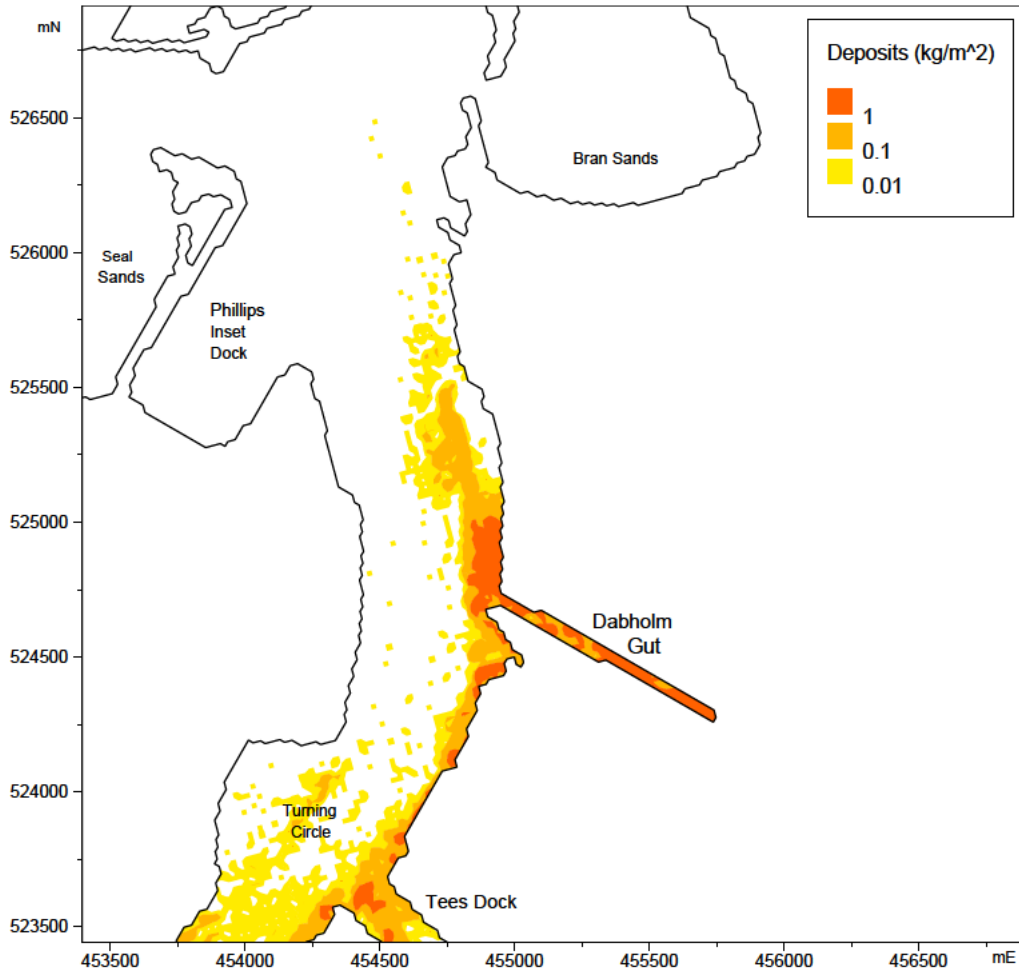 mN
Deposits (kg/m^2)
1
0.1
0.01
526500
Bran Sands
526000
Seal
Sands
Phillips
Inset
Dock
525500
525000
Dabholm
Gut
524500
524000
Turning
Circle
Tees Dock
523500
453500 454000 454500 455000 455500 456000 456500 mE